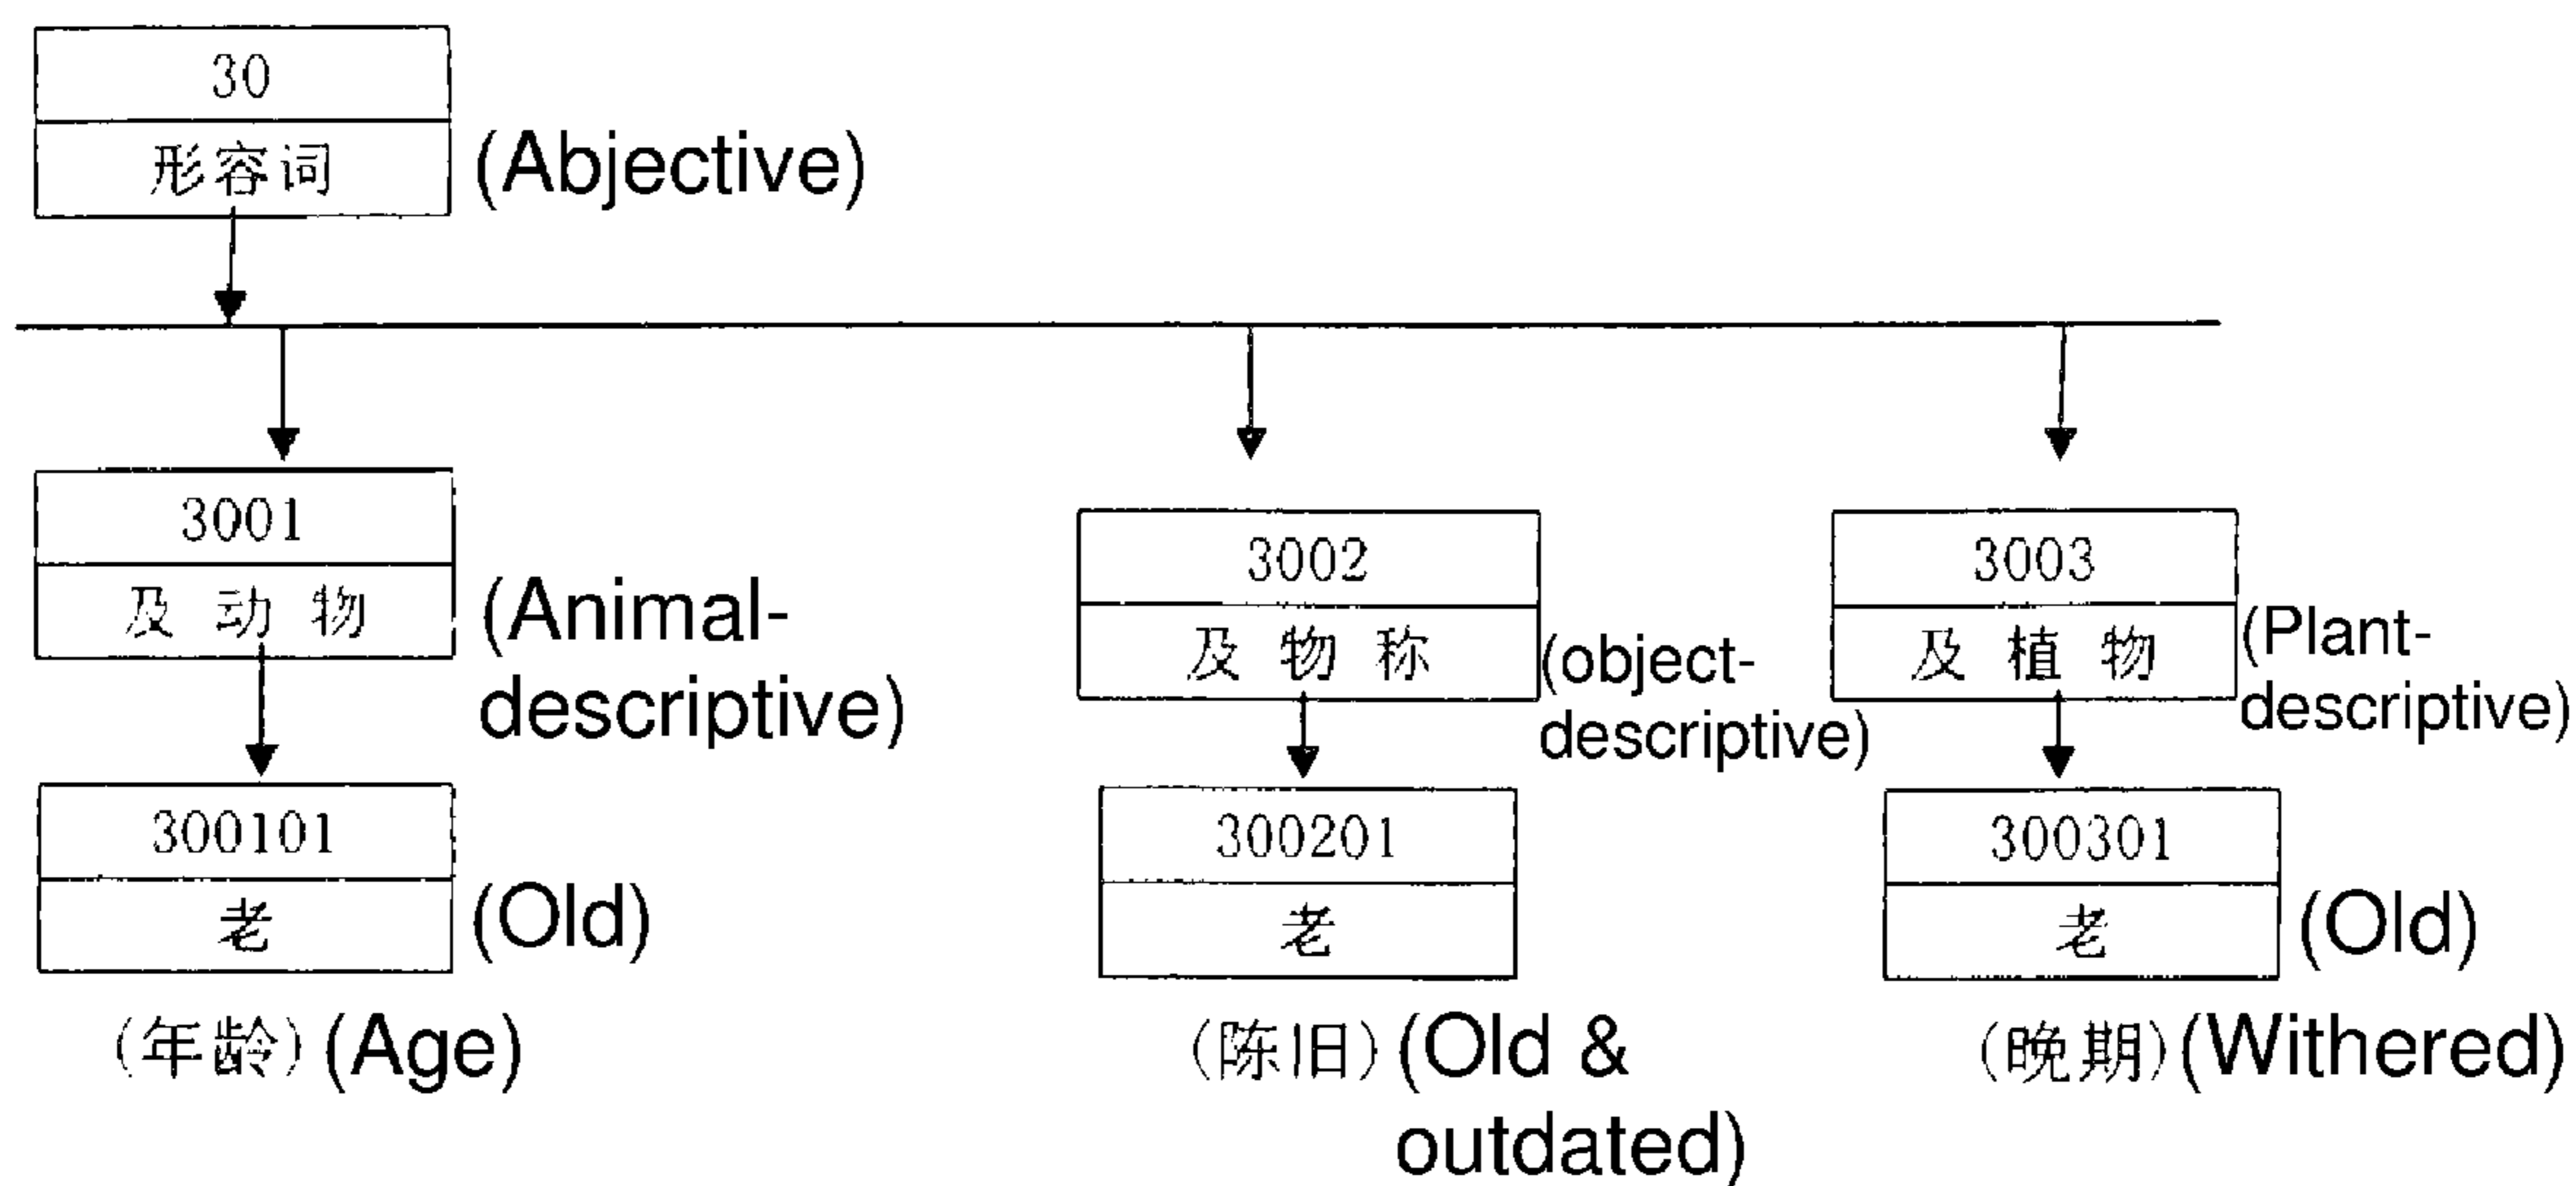 30
形容词 (Abjective)
3001
及动物 (Animal-
descriptive)
3002
及物称 (object-
descriptive)
3003
及植物 (Plant-
descriptive)
300101
老 (Old)
(年龄) (Age)
300201
老
(陈旧) (Old &
outdated)
300301
老 (Old)
(晚期) (Withered)